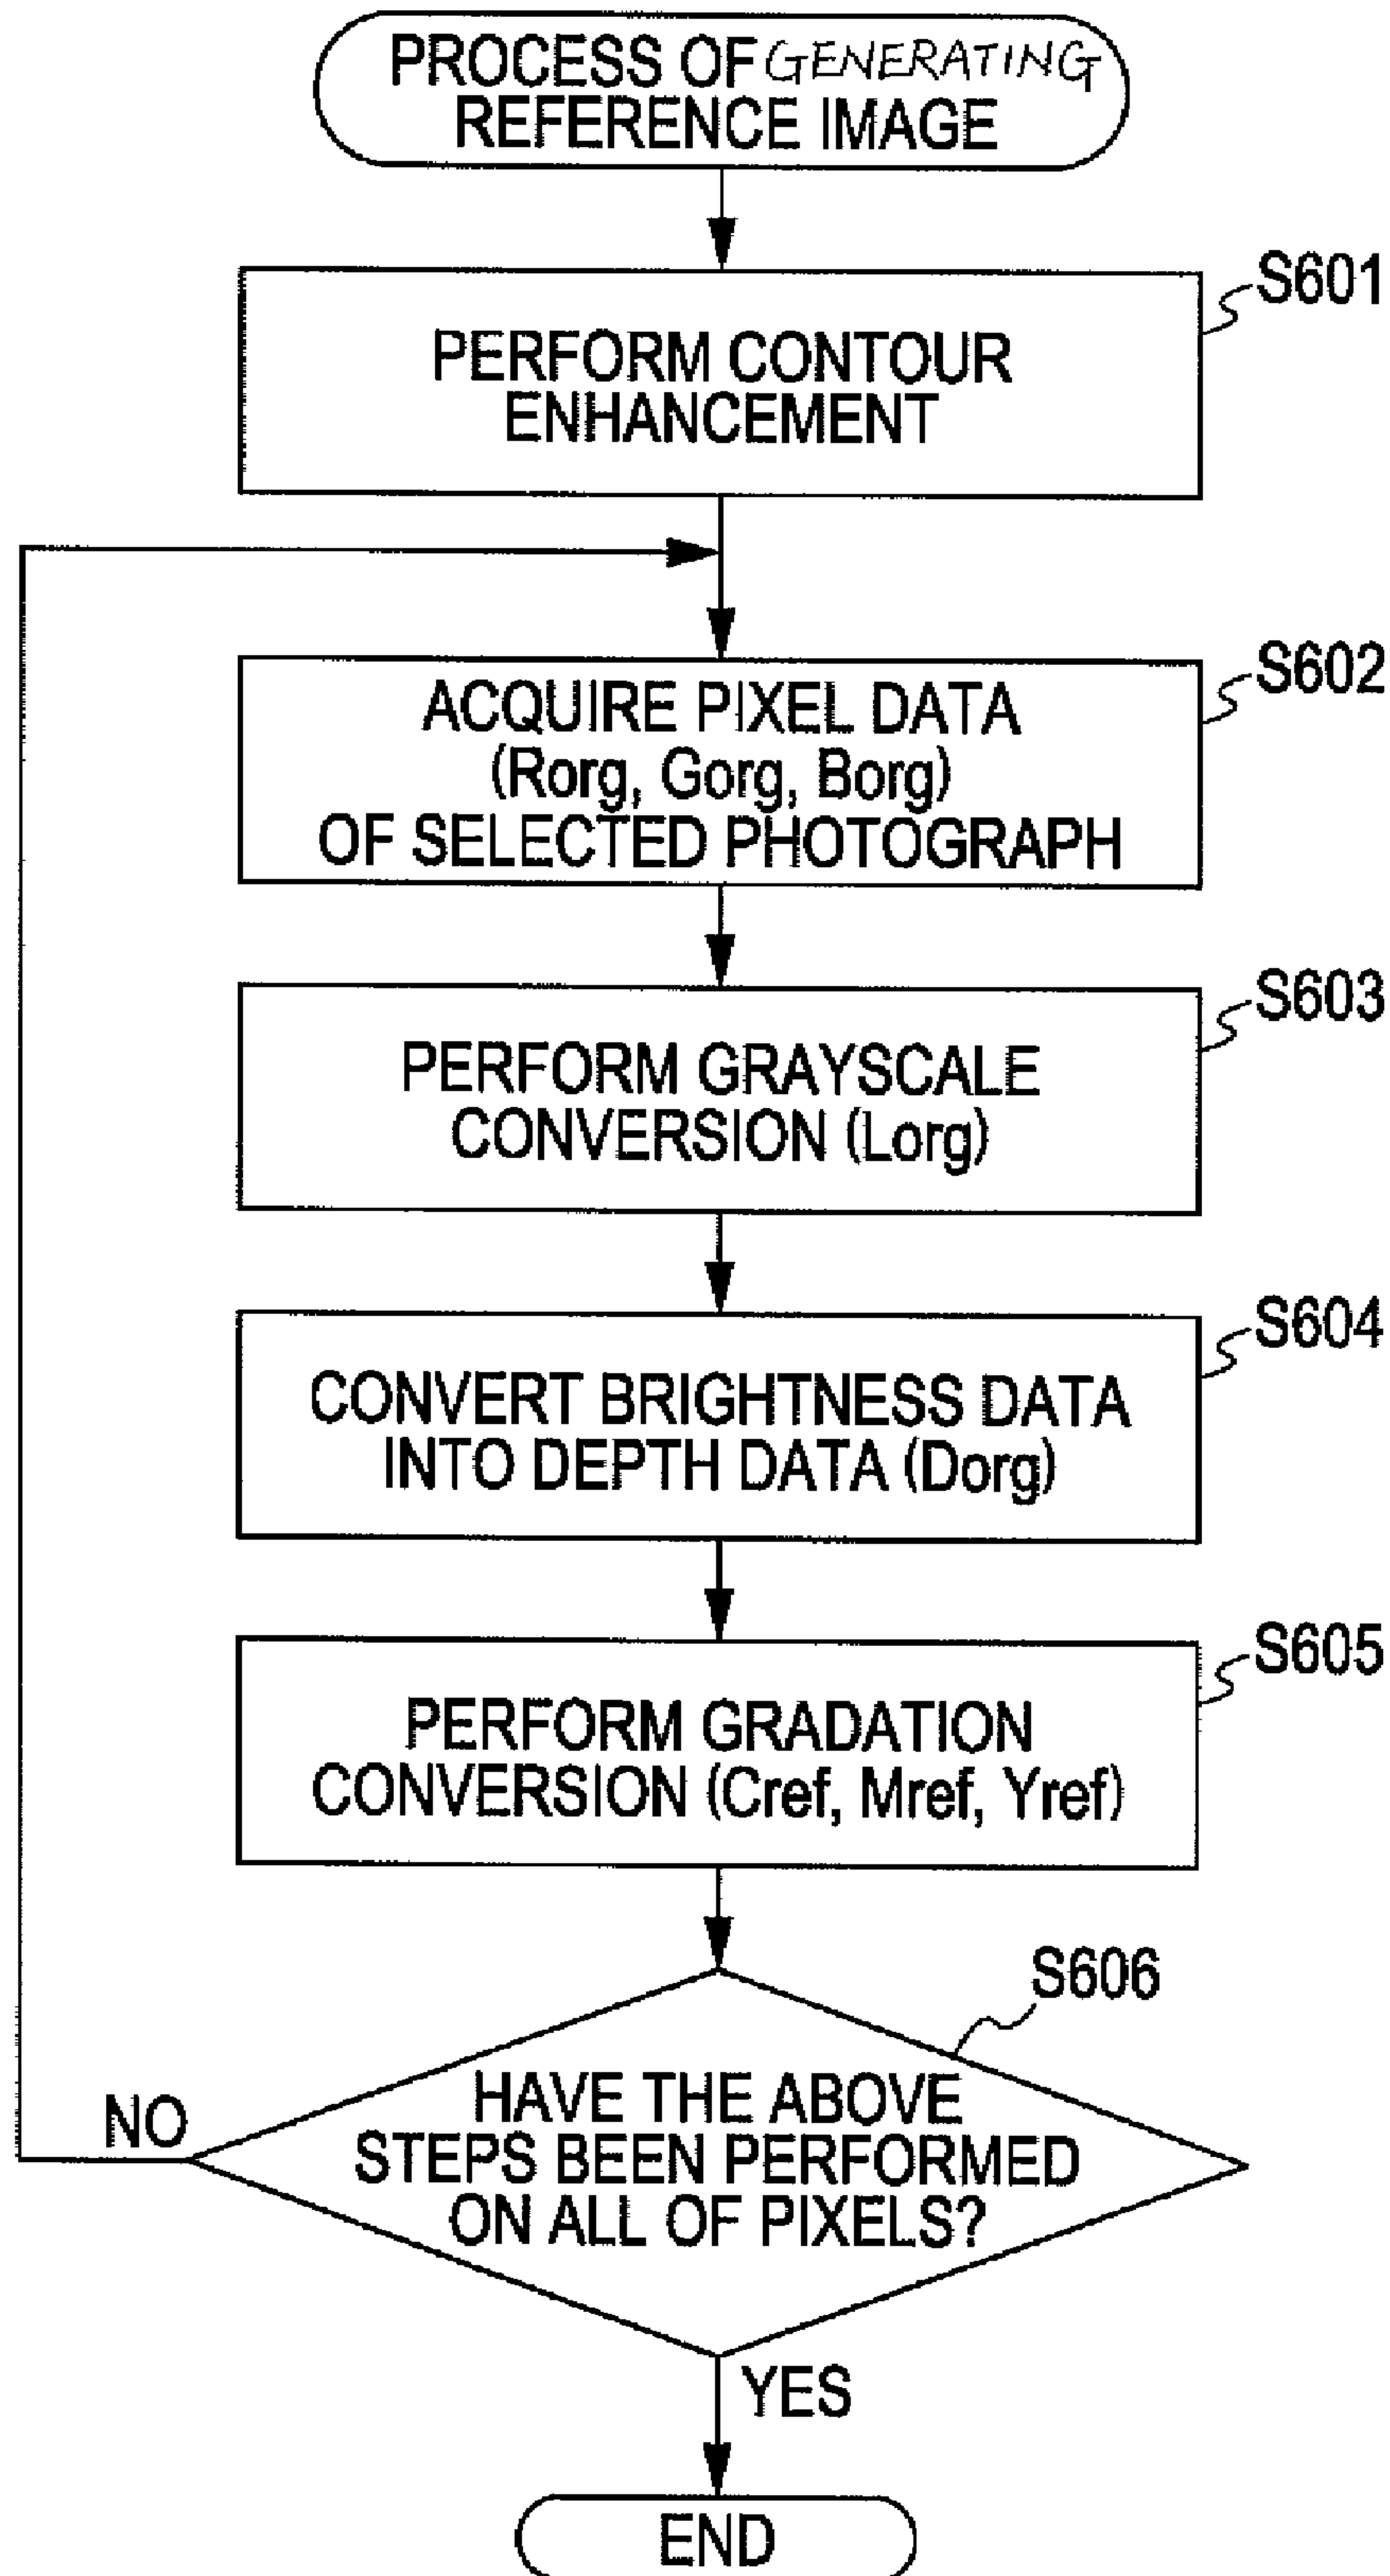 PROCESS OF GENERATING
REFERENCE IMAGE
S601
PERFORM CONTOUR
ENHANCEMENT
S602
ACQUIRE PIXEL DATA
(Rorg, Gorg, Borg)
OF SELECTED PHOTOGRAPH
S603
PERFORM GRAYSCALE
CONVERSION (Lorg)
S604
CONVERT BRIGHTNESS DATA
INTO DEPTH DATA (Dorg)
S605
PERFORM GRADATION
CONVERSION (Cref, Mref, Yref)
S606
HAVE THE ABOVE
STEPS BEEN PERFORMED
ON ALL OF PIXELS?
NO
YES
END